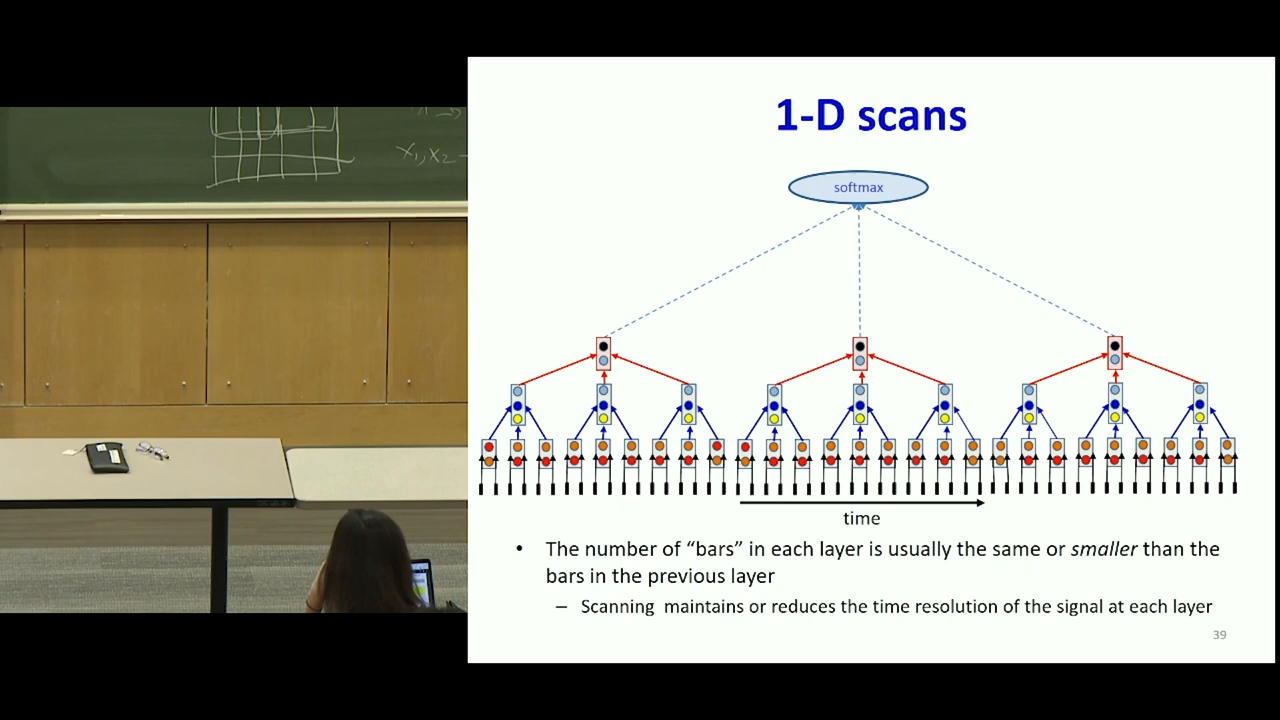 x₁,x₂
1-D scans
softmax
time
• The number of “bars” in each layer is usually the same or smaller than the
bars in the previous layer
– Scanning maintains or reduces the time resolution of the signal at each layer
39